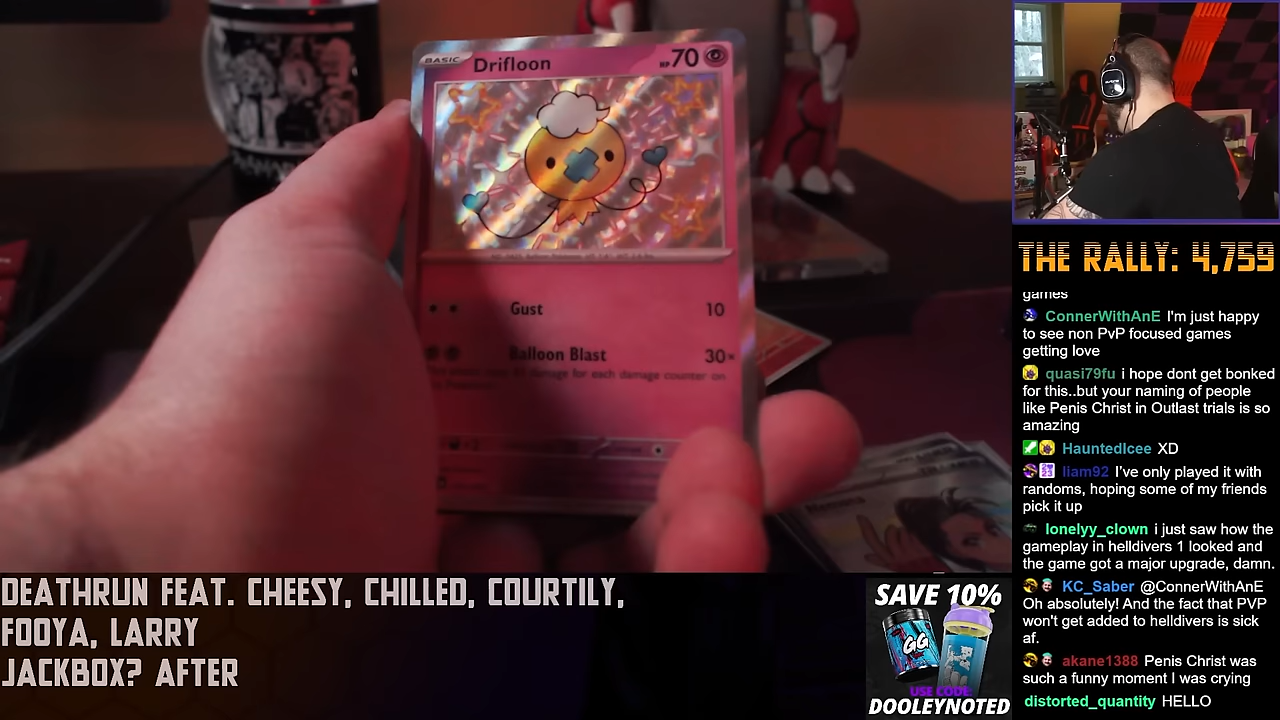 BASIC Drifloon HP 70
Gust 10
Balloon Blast 30×
damage for each damage counter on
THE RALLY: 4,759
games
ConnerWithAnE I'm just happy
to see non PvP focused games
getting love
quasi79fu i hope dont get bonked
for this..but your naming of people
like Penis Christ in Outlast trials is so
amazing
HauntedIcee XD
liam92 I've only played it with
randoms, hoping some of my friends
pick it up
lonelyy_clown i just saw how the
gameplay in helldivers 1 looked and
the game got a major upgrade, damn.
KC_Saber @ConnerWithAnE
Oh absolutely! And the fact that PVP
won't get added to helldivers is sick
af.
akane1388 Penis Christ was
such a funny moment I was crying
distorted_quantity HELLO
DEATHRUN FEAT. CHEESY, CHILLED, COURTILY,
FOOYA, LARRY
JACKBOX? AFTER
SAVE 10%
GG
USE CODE:
DOOLEYNOTED